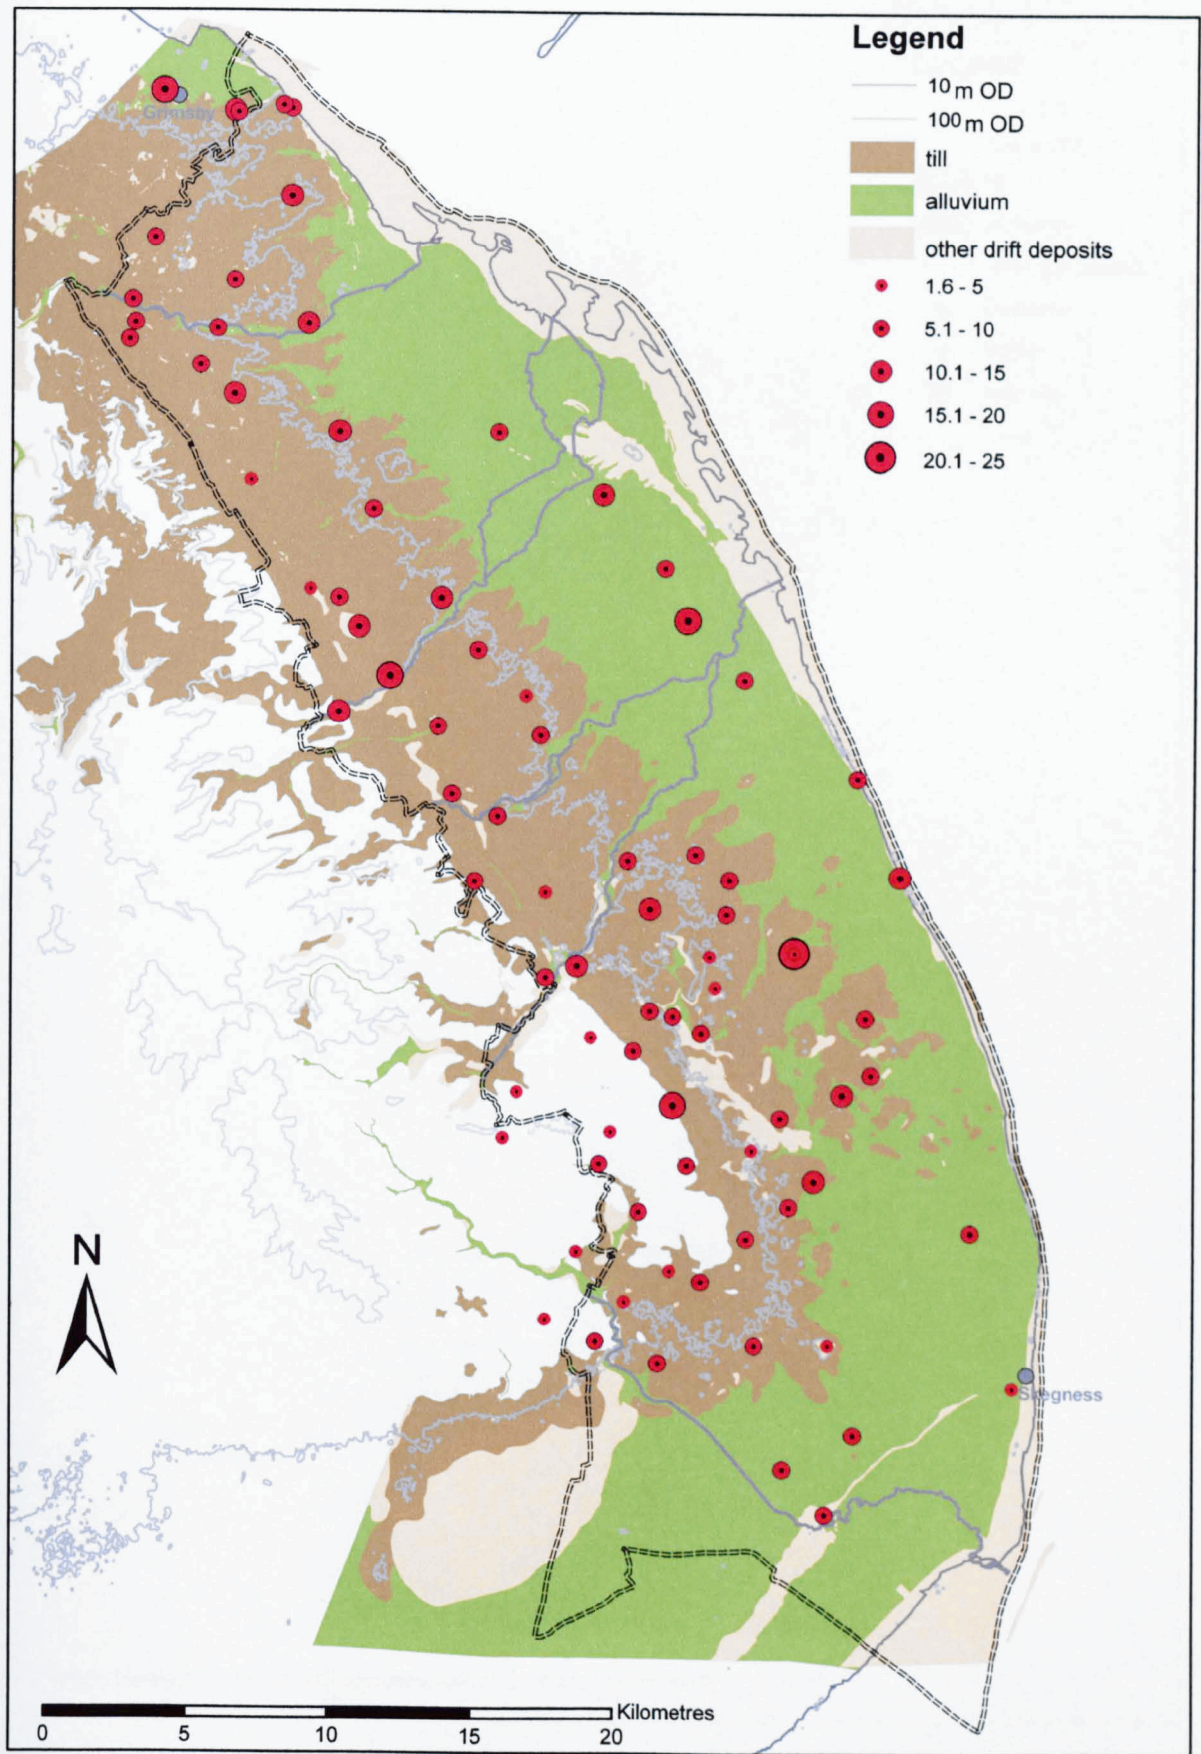 Legend
10 m OD
100 m OD
till
alluvium
other drift deposits
1.6 - 5
5.1 - 10
10.1 - 15
15.1 - 20
20.1 - 25
Grimsby
N
Skegness
Kilometres
0 5 10 15 20